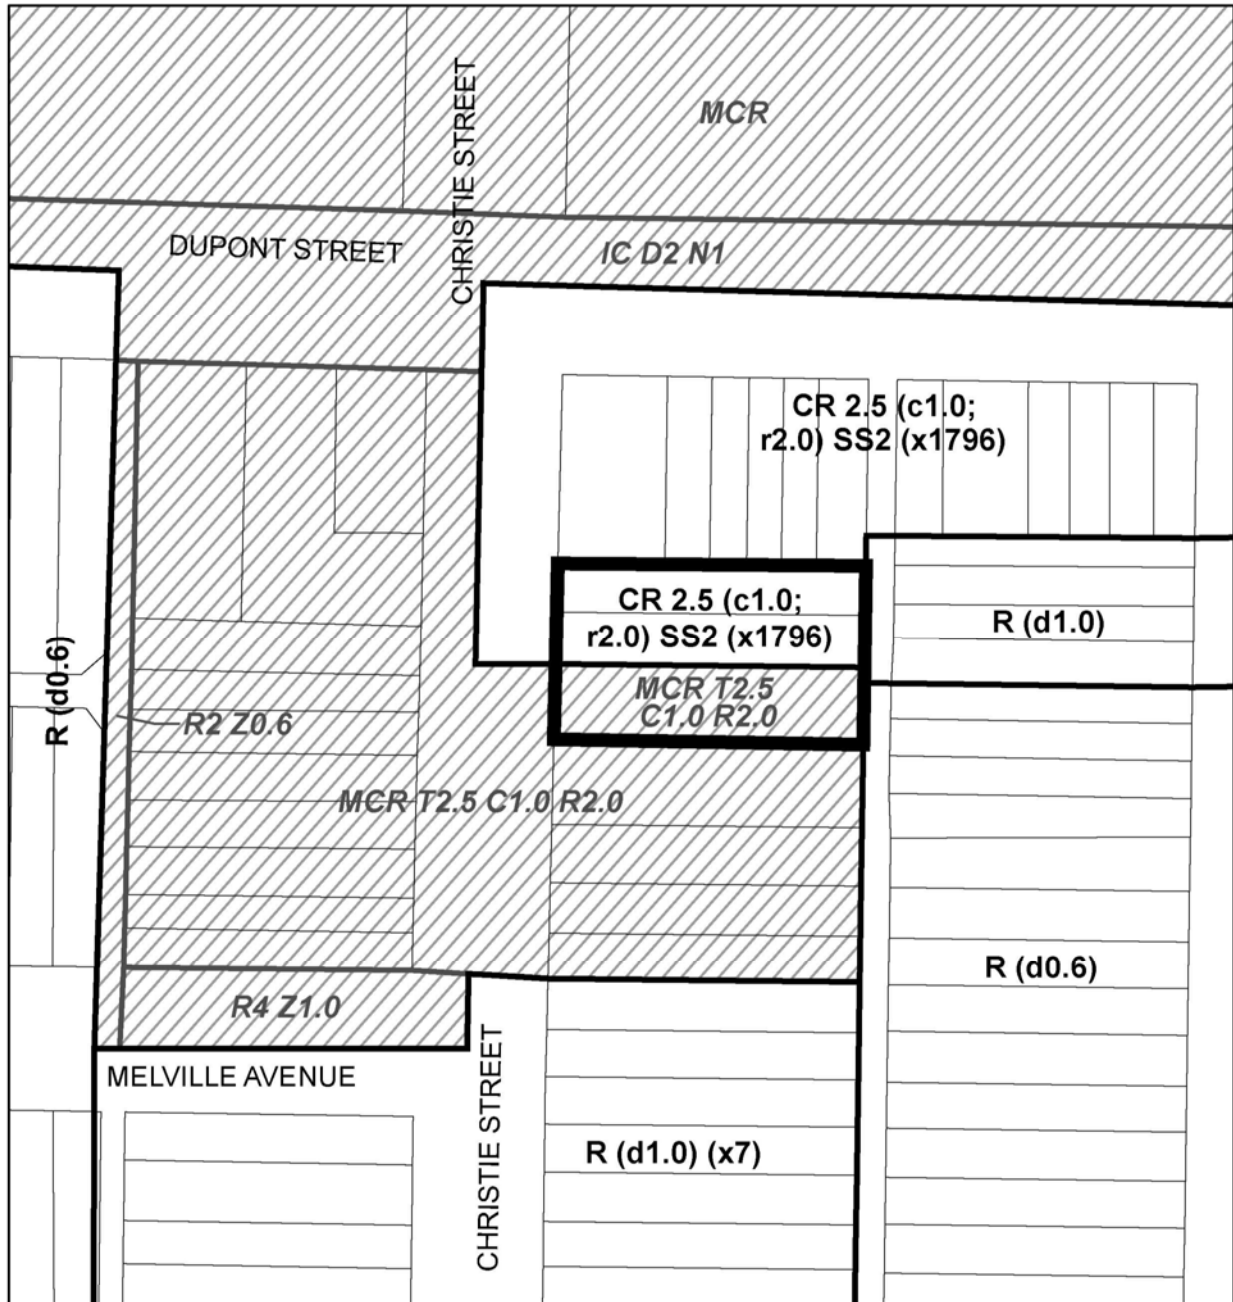 MCR
CHRISTIE STREET
DUPONT STREET
IC D2 N1
CR 2.5 (c1.0;
r2.0) SS2 (x1796)
CR 2.5 (c1.0;
r2.0) SS2 (x1796)
R (d1.0)
MCR T2.5
C1.0 R2.0
R (d0.6)
R2 Z0.6
MCR T2.5 C1.0 R2.0
R (d0.6)
R4 Z1.0
MELVILLE AVENUE
CHRISTIE STREET
R (d1.0) (x7)